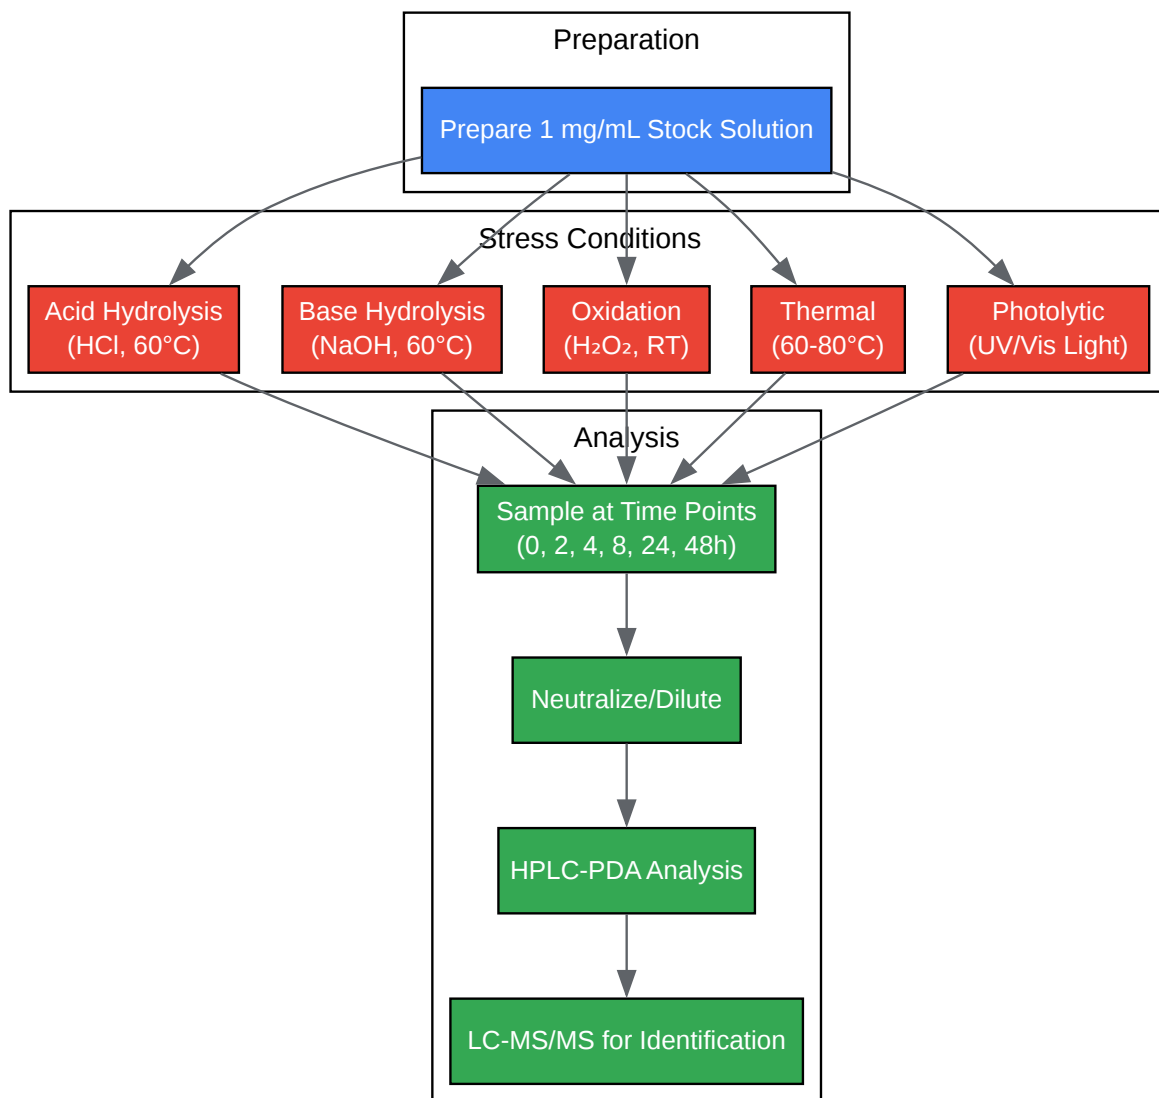 Preparation
Prepare 1 mg/mL Stock Solution
Stress Conditions
Acid Hydrolysis
(HCl, 60°C)
Base Hydrolysis
(NaOH, 60°C)
Oxidation
(H₂O₂, RT)
Thermal
(60-80°C)
Photolytic
(UV/Vis Light)
Analysis
Sample at Time Points
(0, 2, 4, 8, 24, 48h)
Neutralize/Dilute
HPLC-PDA Analysis
LC-MS/MS for Identification